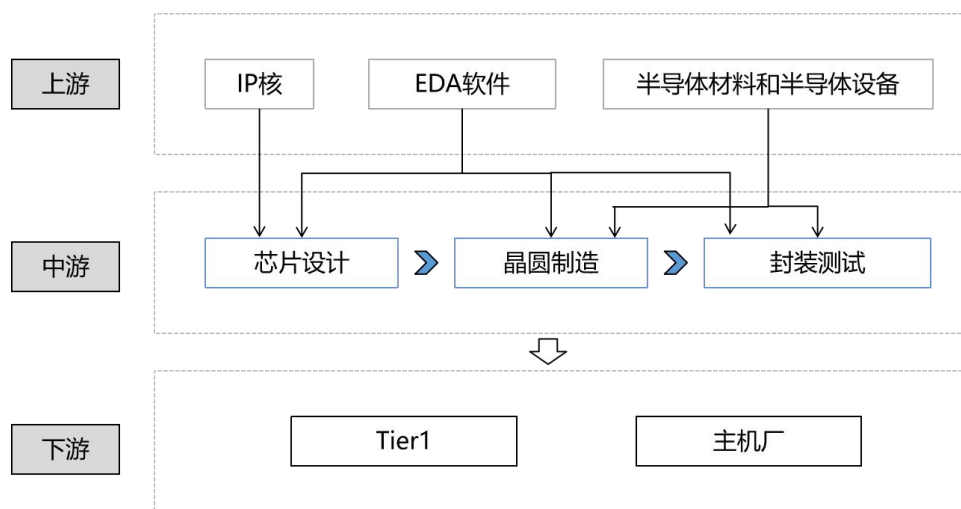 上游
IP核
EDA软件
半导体材料和半导体设备
中游
芯片设计
晶圆制造
封装测试
下游
Tier1
主机厂